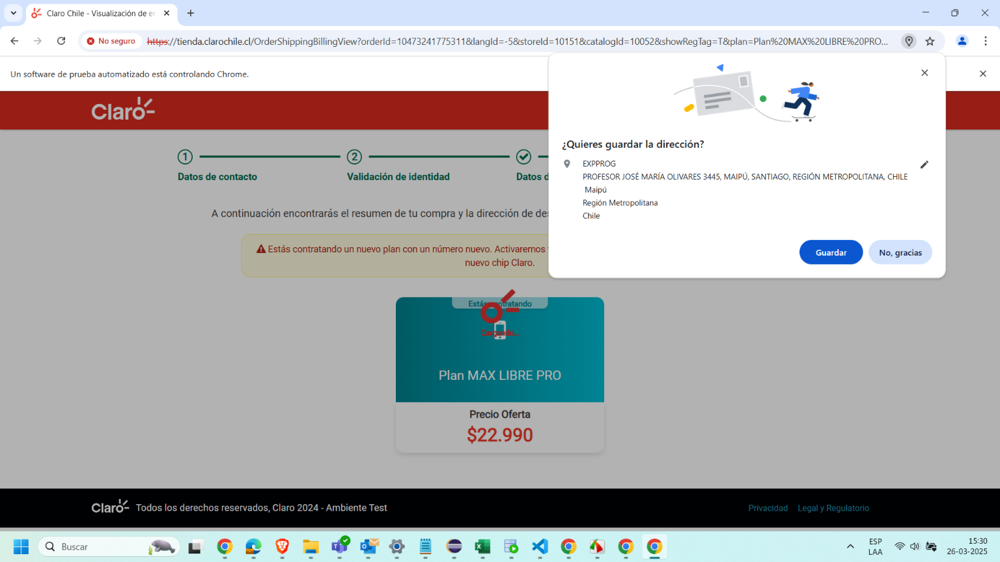 Claro Chile - Visualización de e
No seguro
https://tienda.clarochile.cl/OrderShippingBillingView?orderId=10473241775311&langId=-5&storeId=10151&catalogId=10052&showRegTag=T&plan=Plan%20MAX%20LIBRE%20PRO...
Un software de prueba automatizado está controlando Chrome.
Claro
1
2
Datos de contacto
Validación de identidad
Datos d
A continuación encontrarás el resumen de tu compra y la dirección de de
Estás contratando un nuevo plan con un número nuevo. Activaremos
nuevo chip Claro.
¿Quieres guardar la dirección?
EXPPROG
PROFESOR JOSÉ MARÍA OLIVARES 3445, MAIPÚ, SANTIAGO, REGIÓN METROPOLITANA, CHILE
Maipú
Región Metropolitana
Chile
Guardar
No, gracias
Estás contratando
Cargando...
Plan MAX LIBRE PRO
Precio Oferta
$22.990
Claro
Todos los derechos reservados, Claro 2024 - Ambiente Test
Privacidad
Legal y Regulatorio
Buscar
ESP
LAA
15:30
26-03-2025